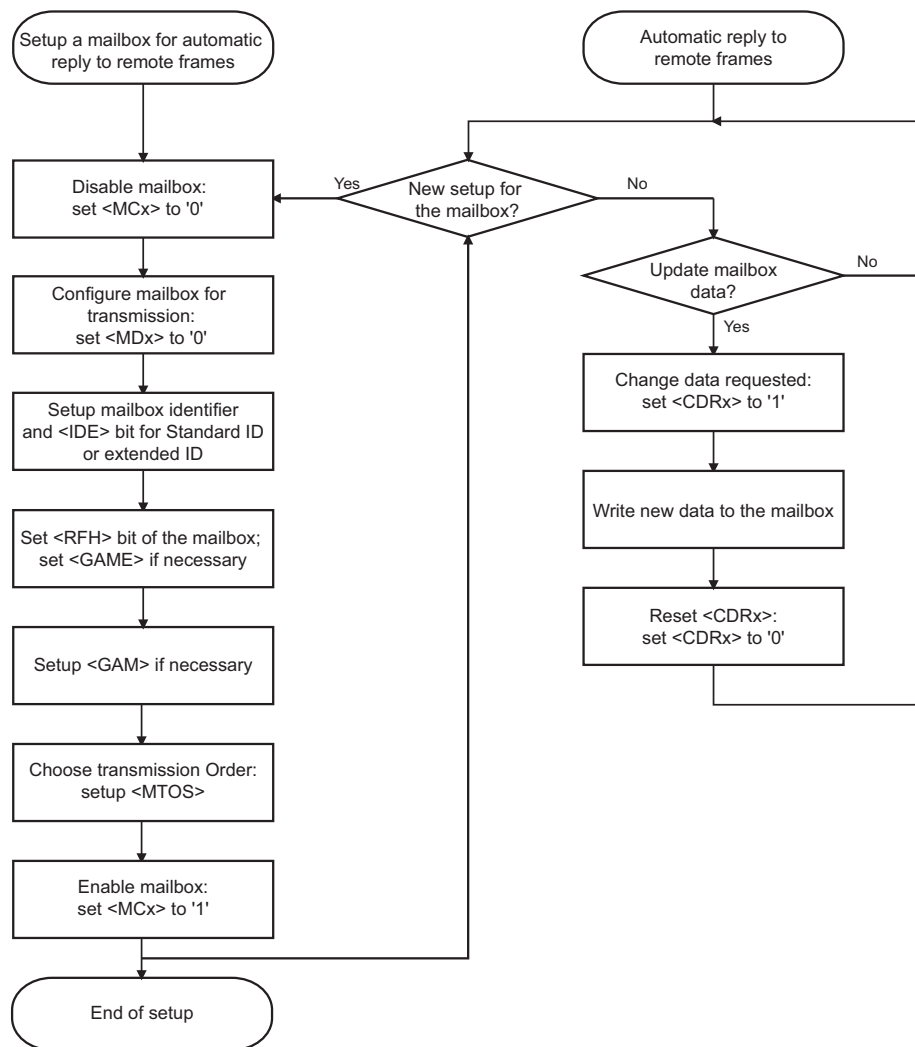 Setup a mailbox for automatic
reply to remote frames
Automatic reply to
remote frames
Disable mailbox:
set <MCx> to '0'
Yes
New setup for
the mailbox?
No
Configure mailbox for
transmission:
set <MDx> to '0'
Update mailbox
data?
No
Yes
Setup mailbox identifier
and <IDE> bit for Standard ID
or extended ID
Change data requested:
set <CDRx> to '1'
Set <RFH> bit of the mailbox;
set <GAME> if necessary
Write new data to the mailbox
Setup <GAM> if necessary
Reset <CDRx>:
set <CDRx> to '0'
Choose transmission Order:
setup <MTOS>
Enable mailbox:
set <MCx> to '1'
End of setup